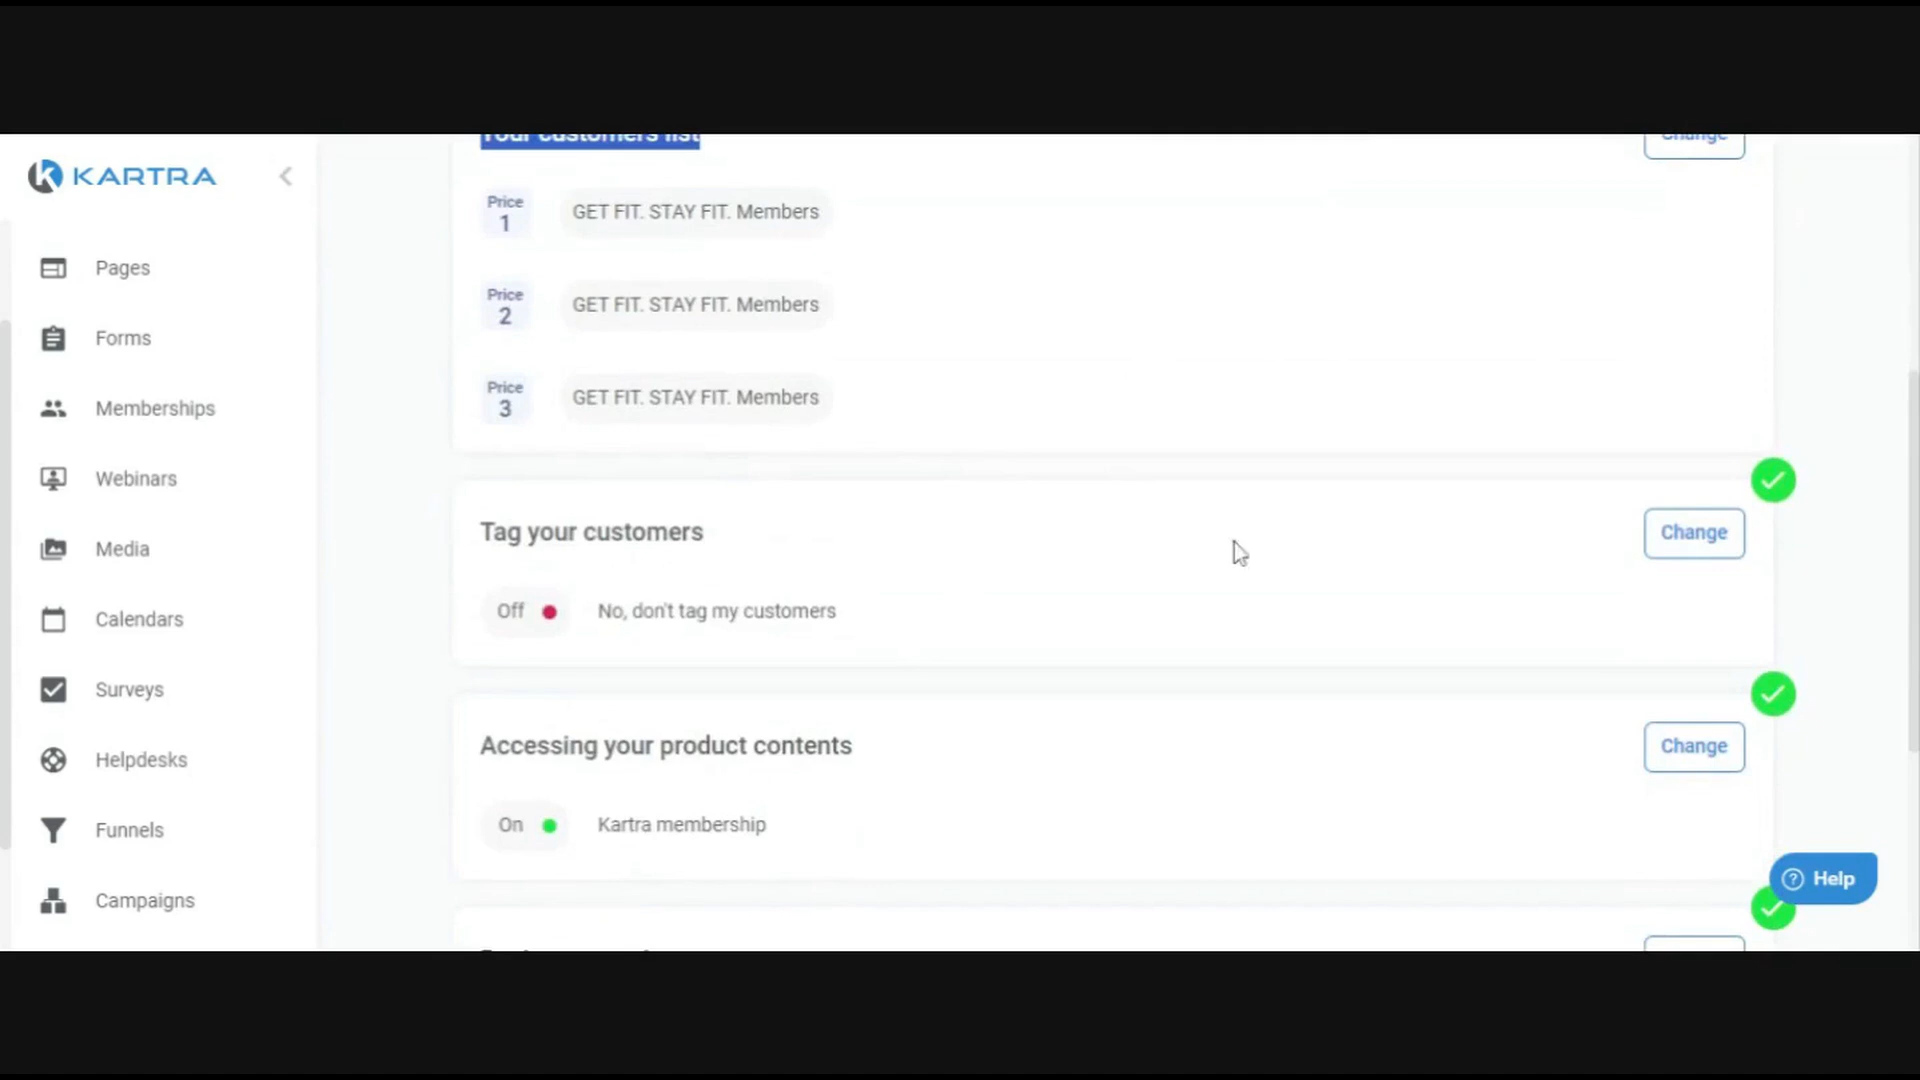 Your customers list
Change
KARTRA
Price
1
GET FIT. STAY FIT. Members
Pages
Price
2
GET FIT. STAY FIT. Members
Forms
Price
3
GET FIT. STAY FIT. Members
Memberships
Webinars
Tag your customers
Change
Media
Off
No, don't tag my customers
Calendars
Surveys
Accessing your product contents
Change
Helpdesks
On
Kartra membership
Funnels
Help
Campaigns